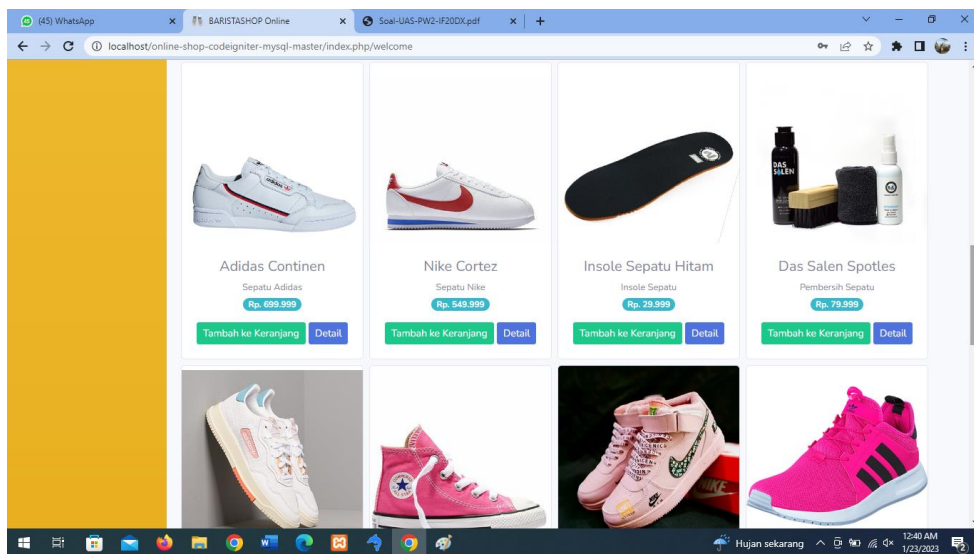 (45) WhatsApp
BARISTASHOP Online
Soal-UAS-PW2-IF20DX.pdf
localhost/online-shop-codeigniter-mysql-master/index.php/welcome
DAS
SALEN
Adidas Continen
Sepatu Adidas
Rp. 699.999
Tambah ke Keranjang
Detail
Nike Cortez
Sepatu Nike
Rp. 549.999
Tambah ke Keranjang
Detail
Insole Sepatu Hitam
Insole Sepatu
Rp. 29.999
Tambah ke Keranjang
Detail
Das Salen Spotles
Pembersih Sepatu
Rp. 79.999
Tambah ke Keranjang
Detail
NIKE
Hujan sekarang
12:40 AM
1/23/2023